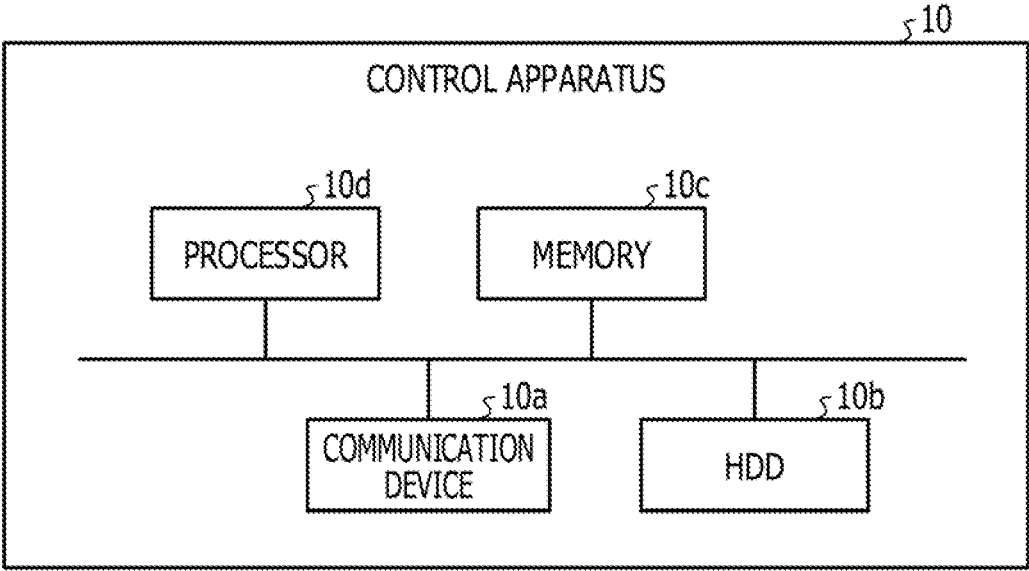 10
CONTROL APPARATUS
10d
10c
PROCESSOR
MEMORY
10a
10b
COMMUNICATION
DEVICE
HDD